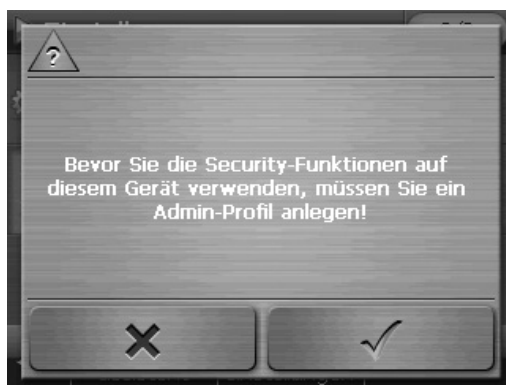 ?
Bevor Sie die Security-Funktionen auf
diesem Gerät verwenden, müssen Sie ein
Admin-Profil anlegen!